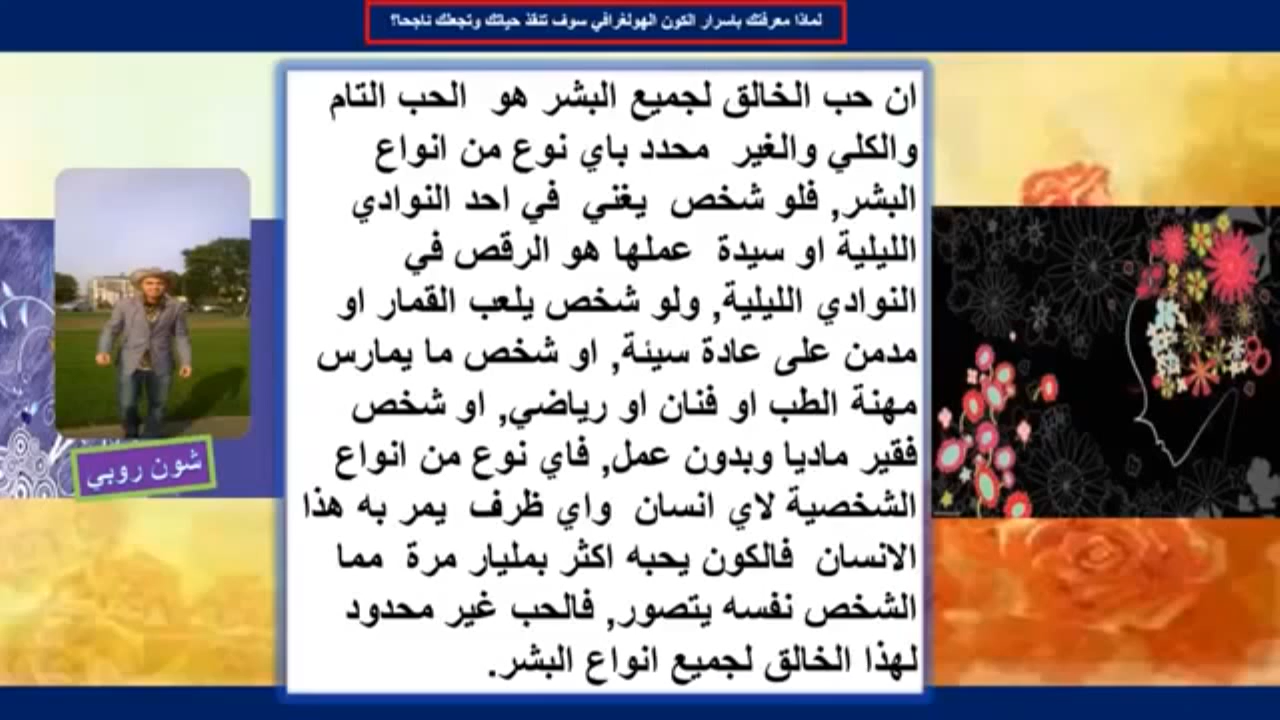 لماذا معرفتك باسرار الكون الهولغرافي سوف تنقذ حياتك وتجعلك ناجحا؟
ان حب الخالق لجميع البشر هو الحب التام
والكلي والغير محدد باي نوع من انواع
البشر, فلو شخص يغني في احد النوادي
الليلية او سيدة عملها هو الرقص في
النوادي الليلية, ولو شخص يلعب القمار او
مدمن على عادة سيئة, او شخص ما يمارس
مهنة الطب او فنان او رياضي, او شخص
فقير ماديا وبدون عمل, فاي نوع من انواع
الشخصية لاي انسان واي ظرف يمر به هذا
الانسان فالكون يحبه اكثر بمليار مرة مما
الشخص نفسه يتصور, فالحب غير محدود
لهذا الخالق لجميع انواع البشر.
شون روبي